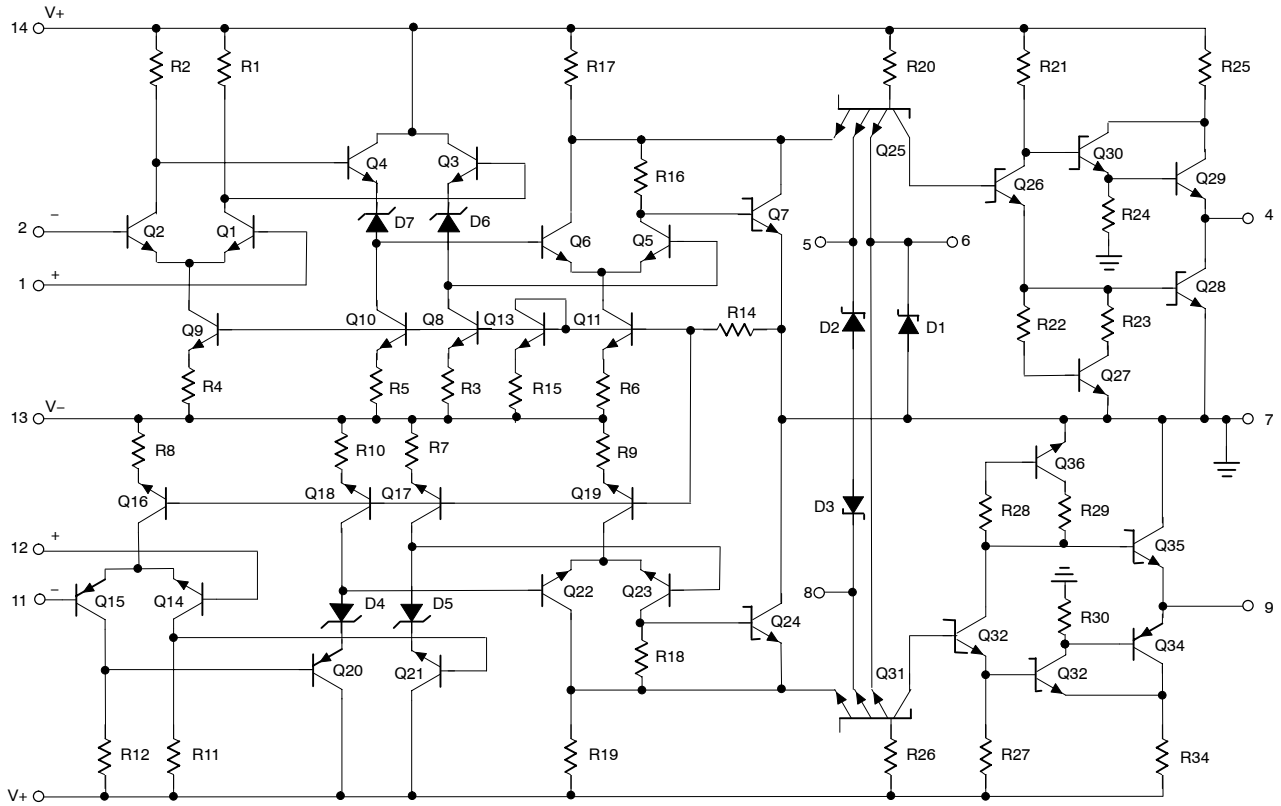 V+
14
R2 R1 R17 R20 R21 R25
Q4 Q3 Q25 Q30
R16 Q26 Q29
− D7 D6 Q7 R24 4
2 Q2 Q1 Q6 Q5 5 6
1 +
Q28
Q9 Q10 Q8 Q13 Q11 R14 D2 D1 R22 R23
R4 R5 R3 R15 R6 Q27
V−
13 7
R8 R10 R7 R9 Q36
Q16 Q18 Q17 Q19 D3 R28 R29
12 + Q35
11 − Q15 Q14 D4 D5 Q22 Q23 8 R30 9
Q24 Q32 Q34
Q20 Q21 R18 Q31 Q32
R12 R11 R19 R26 R27 R34
V+